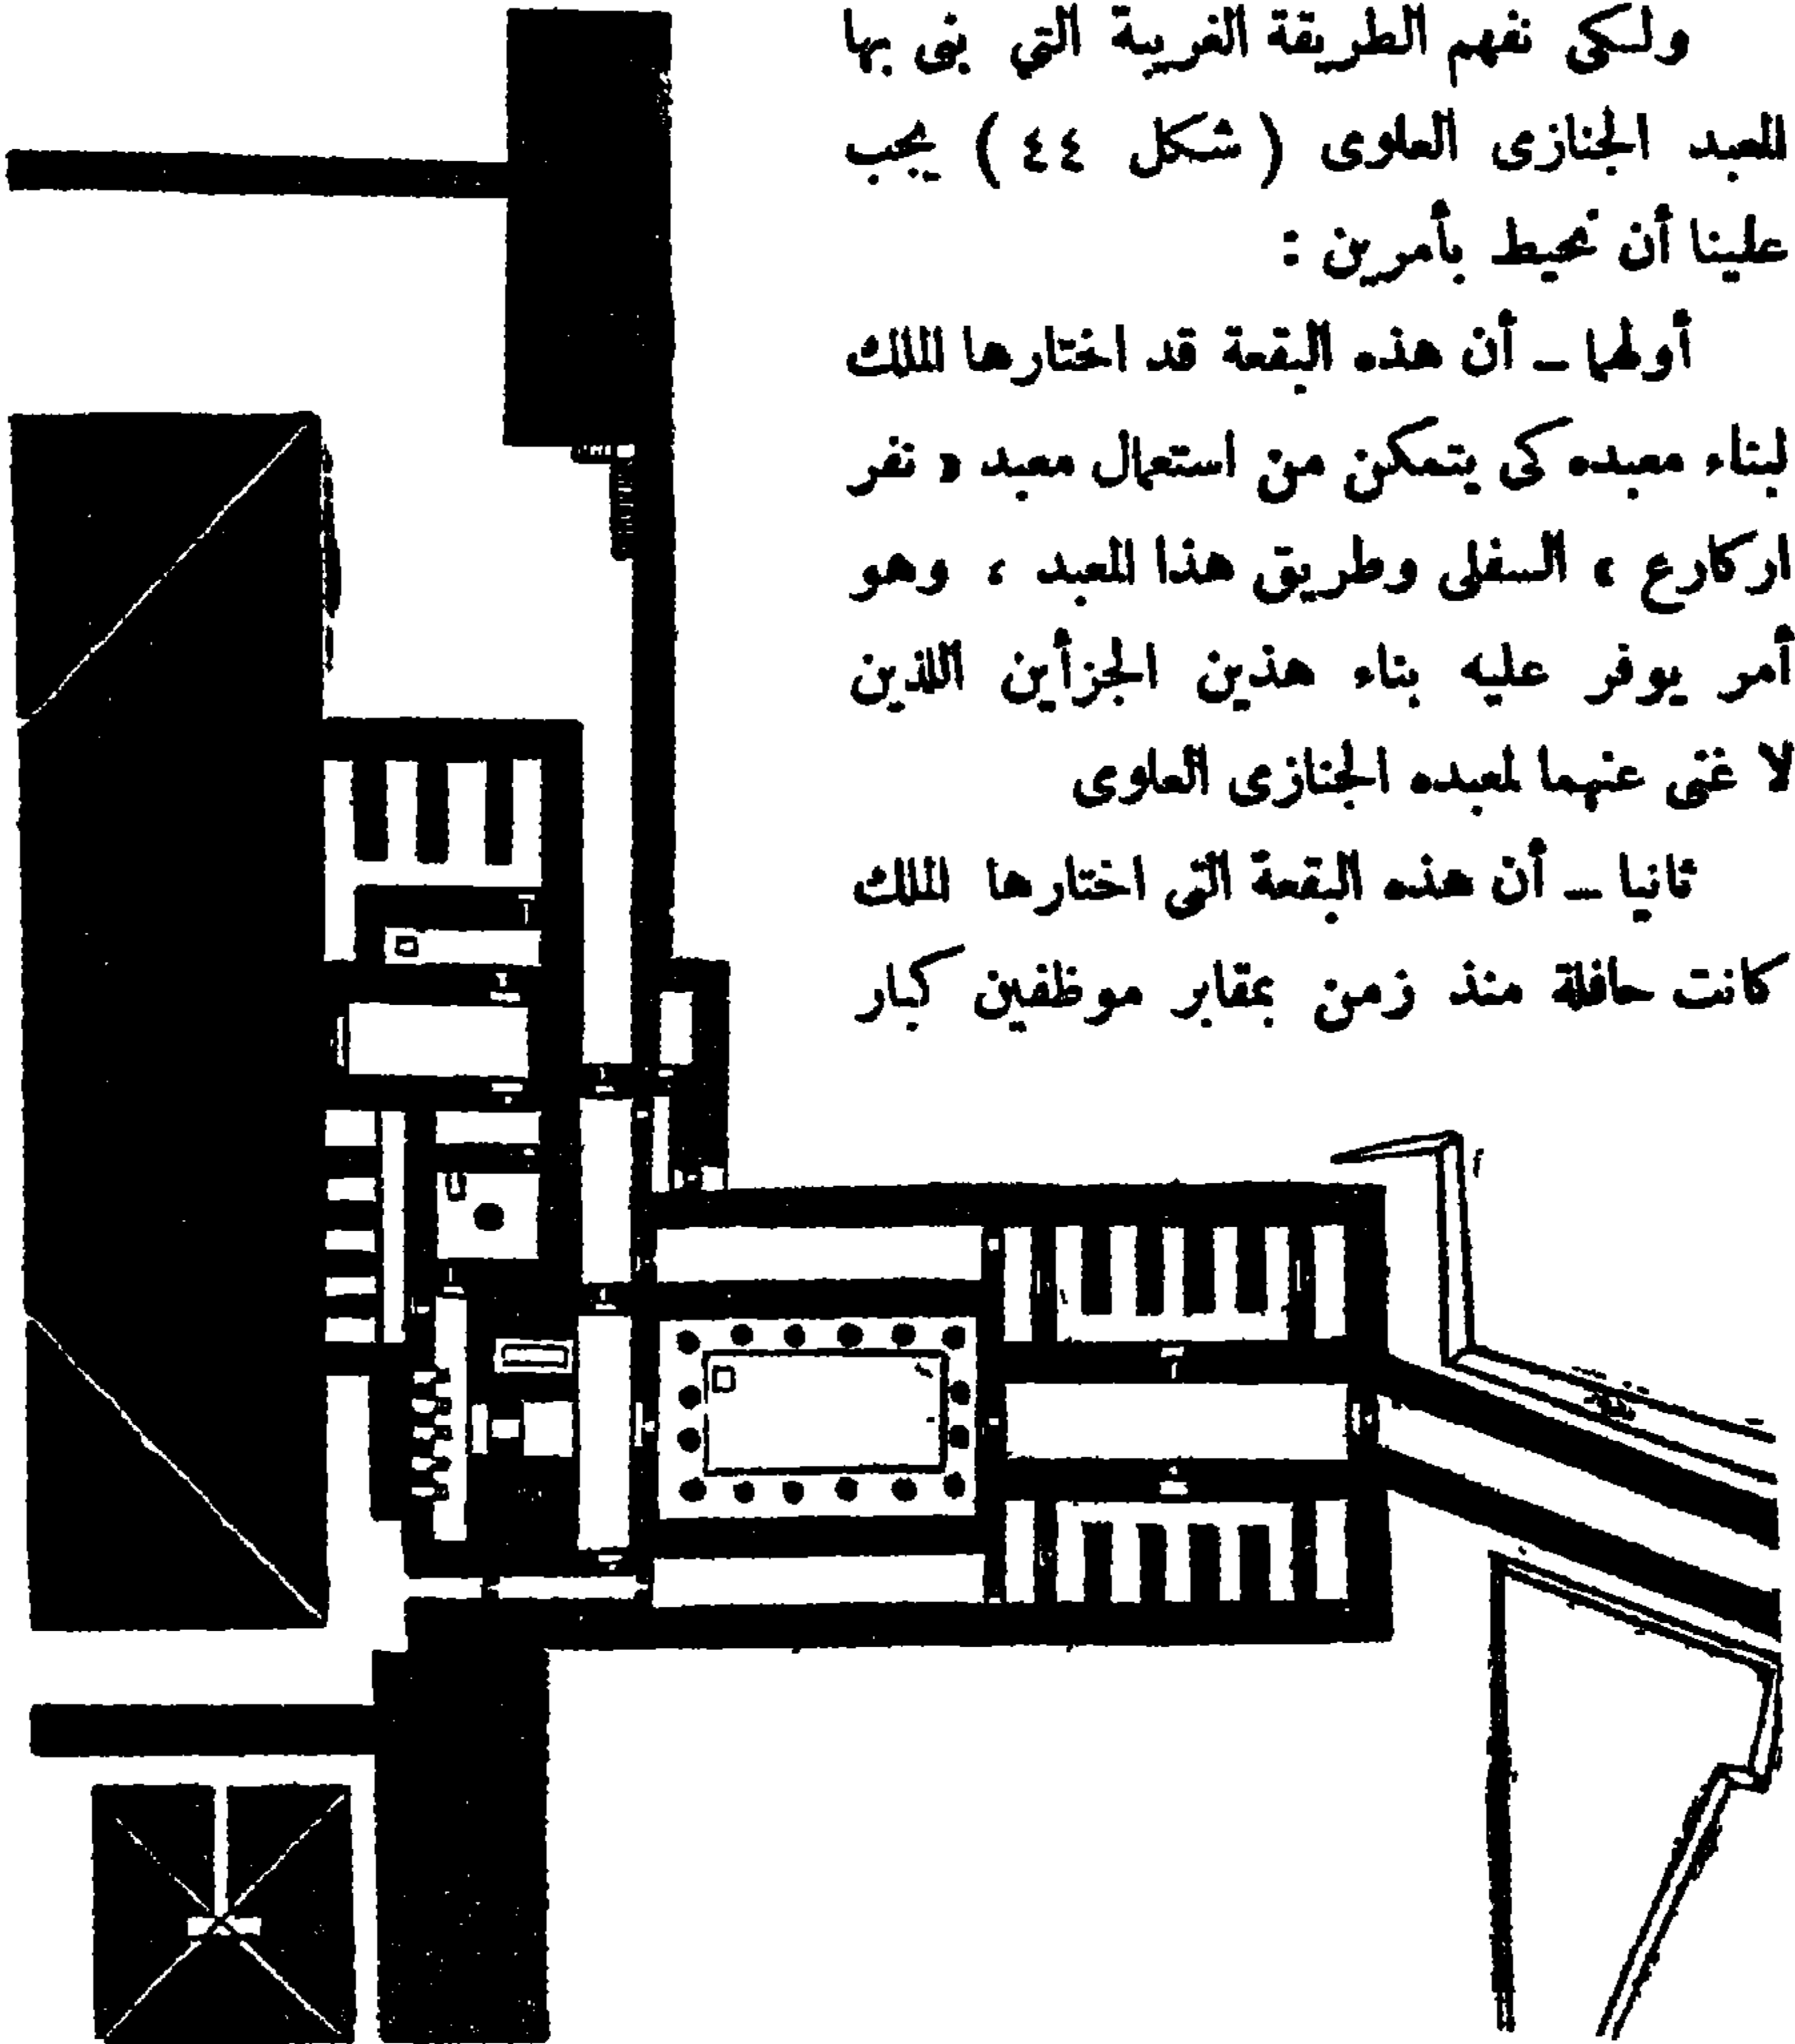 ولكى نفهم الطريقة الغريبة التى بنى بها
المعبد الجنازى العلوى ( شكل ٤٤ ) يجب
علينا أن نحيط بأمرين :
أولهما ــ أن هذه البقعة قد اختارها الملك
لبناء معبده كى يتمكن من استعمال معبد « نفر
اركارع » السفلى وطريق هذا المعبد ، وهو
أمر يوفر عليه بناء هذين الجزأين اللذين
لا غنى عنهما لمعبده الجنازى العلوى
ثانيا ــ أن هذه البقعة التى اختارها الملك
كانت حافلة منذ زمن بمقابر موظفين كبار